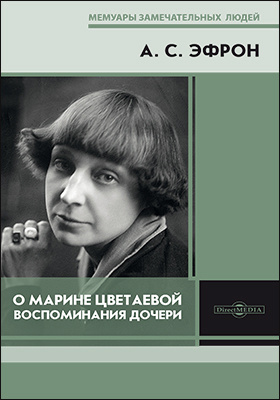 МЕМУАРЫ ЗАМЕЧАТЕЛЬНЫХ ЛЮДЕЙ
А. С. ЭФРОН
О МАРИНЕ ЦВЕТАЕВОЙ
ВОСПОМИНАНИЯ ДОЧЕРИ
DirectMEDIA